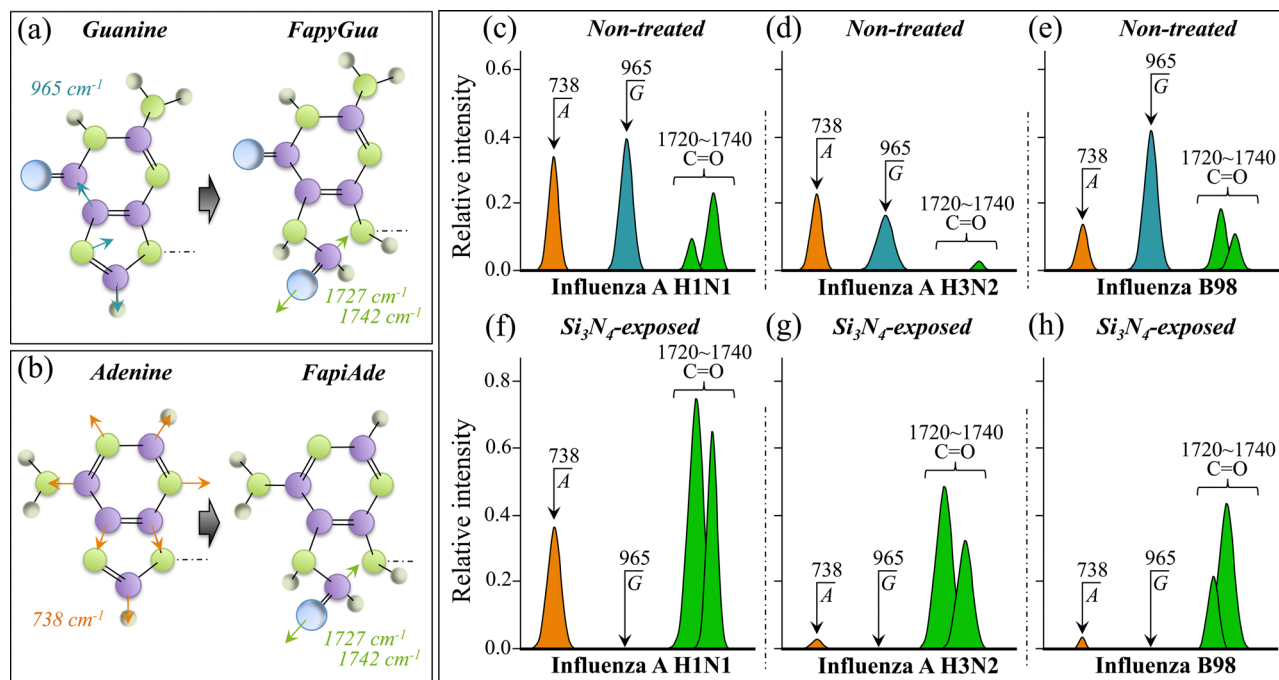 (a)
Guanine
FapyGua
965 cm-1
1727 cm-1
1742 cm-1
(b)
Adenine
FapiAde
738 cm-1
1727 cm-1
1742 cm-1
(c)
Non-treated
Relative intensity
0.6
0.4
0.2
0.0
738
A
965
G
1720~1740
C=O
Influenza A H1N1
(d)
Non-treated
738
A
965
G
1720~1740
C=O
Influenza A H3N2
(e)
Non-treated
738
A
965
G
1720~1740
C=O
Influenza B98
(f)
Si3N4-exposed
Relative intensity
0.8
0.6
0.4
0.2
0.0
738
A
965
G
1720~1740
C=O
Influenza A H1N1
(g)
Si3N4-exposed
738
A
965
G
1720~1740
C=O
Influenza A H3N2
(h)
Si3N4-exposed
738
A
965
G
1720~1740
C=O
Influenza B98